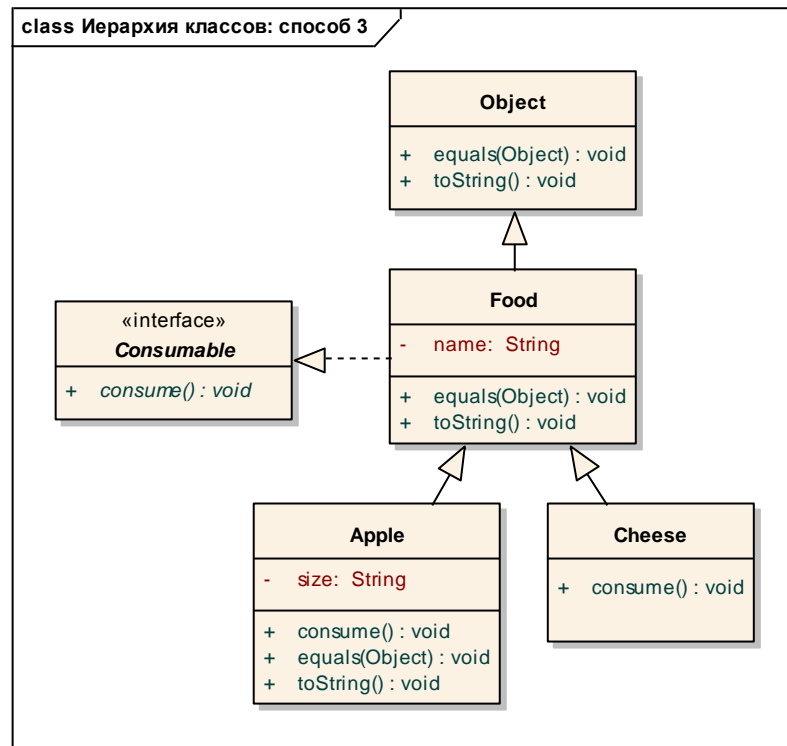 class Иерархия классов: способ 3
Object
+ equals(Object) : void
+ toString() : void
Food
- name: String
+ equals(Object) : void
+ toString() : void
«interface»
Consumable
+ consume() : void
Apple
- size: String
+ consume() : void
+ equals(Object) : void
+ toString() : void
Cheese
+ consume() : void